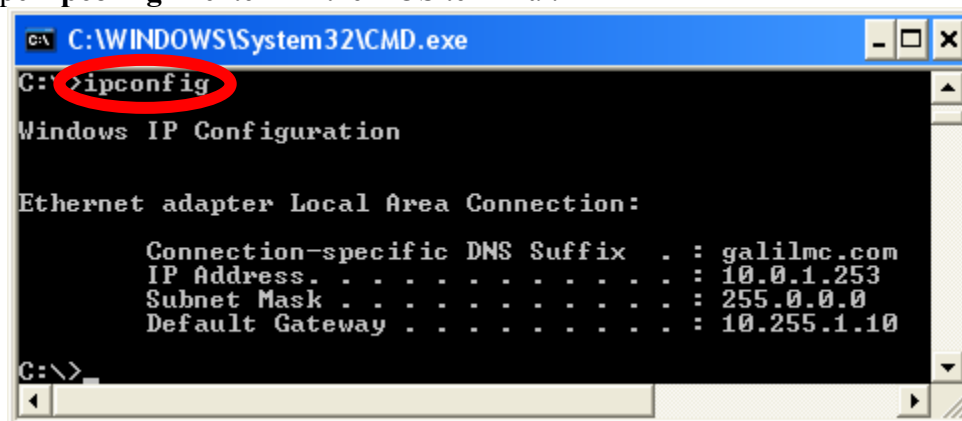 C:\WINDOWS\System32\CMD.exe
C:\>ipconfig
Windows IP Configuration
Ethernet adapter Local Area Connection:
Connection-specific DNS Suffix . : galilmc.com
IP Address. . . . . . . . . . . . : 10.0.1.253
Subnet Mask . . . . . . . . . . . : 255.0.0.0
Default Gateway . . . . . . . . . : 10.255.1.10
C:\>_